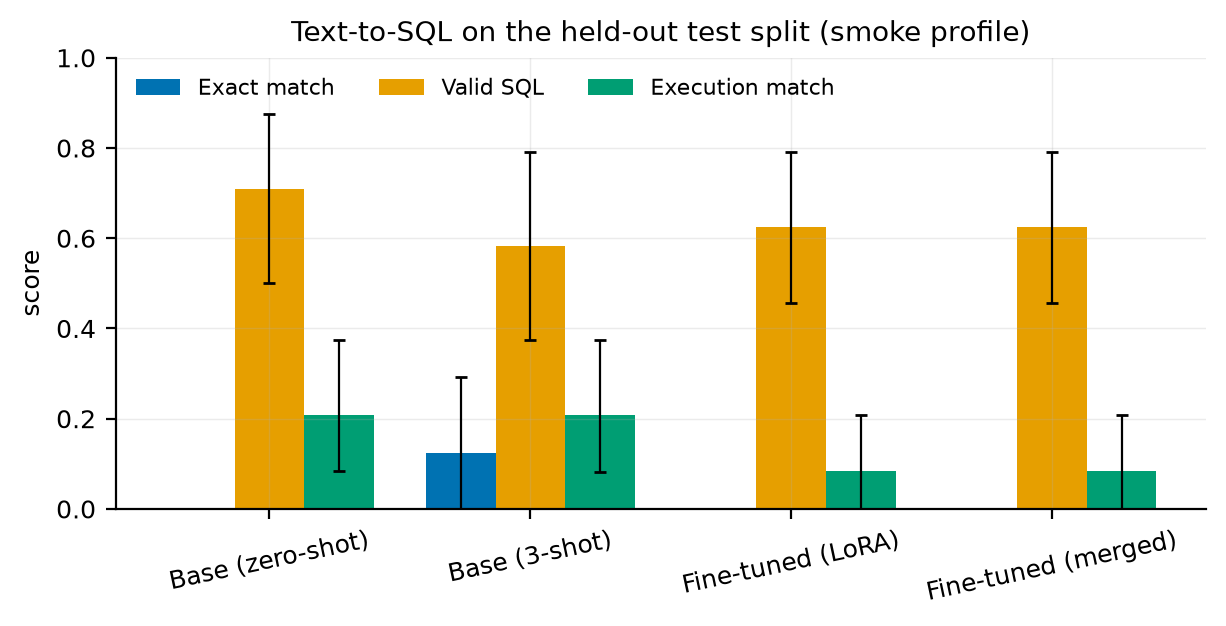 Text-to-SQL on the held-out test split (smoke profile)
Exact match Valid SQL Execution match
score
1.0
0.8
0.6
0.4
0.2
0.0
Base (zero-shot) Base (3-shot) Fine-tuned (LoRA) Fine-tuned (merged)